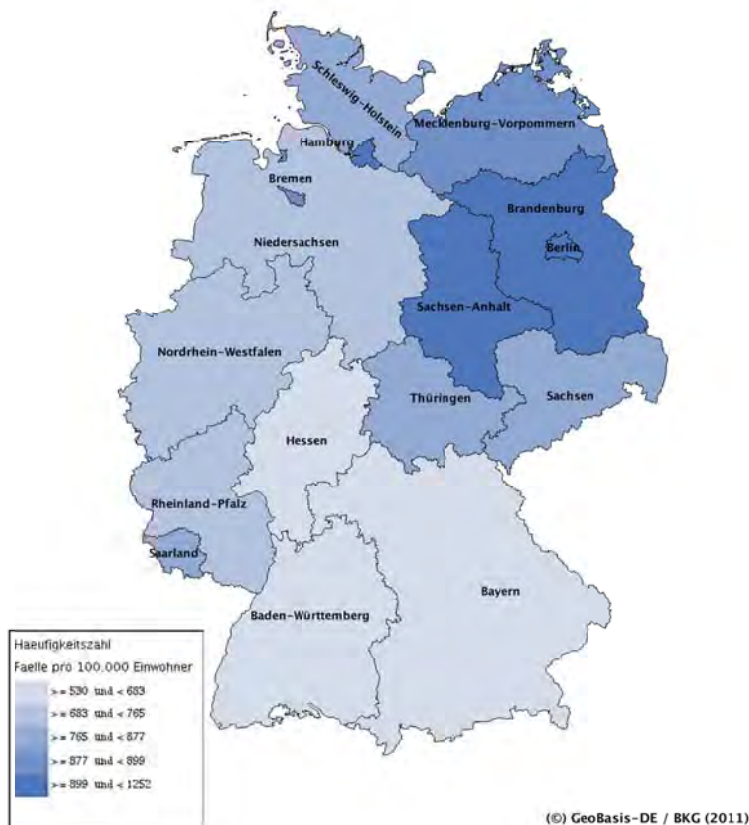 Schleswig-Holstein
Mecklenburg-Vorpommern
Hamburg
Bremen
Brandenburg
Berlin
Niedersachsen
Sachsen-Anhalt
Nordrhein-Westfalen
Thüringen
Sachsen
Hessen
Rheinland-Pfalz
Saarland
Bayern
Baden-Württemberg
Haeufigkeitszahl
Faelle pro 100.000 Einwohner
>= 530 und < 683
>= 683 und < 765
>= 765 und < 877
>= 877 und < 899
>= 899 und < 1252
(©) GeoBasis-DE / BKG (2011)